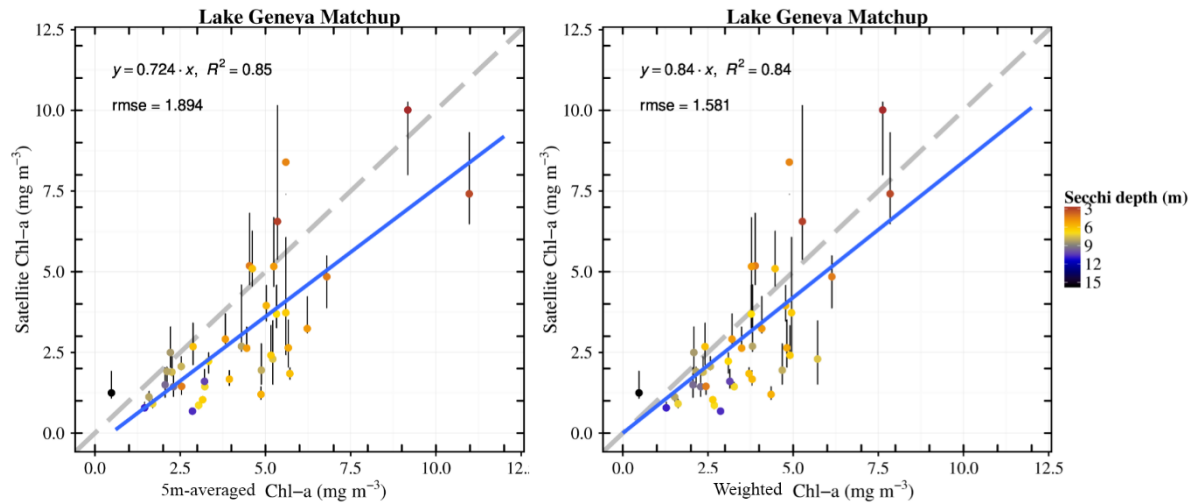 Lake Geneva Matchup
12.5
10.0
7.5
5.0
2.5
0.0
Satellite Chl−a (mg m⁻³)
y = 0.724 · x, R² = 0.85
rmse = 1.894
0.0 2.5 5.0 7.5 10.0 12.
5m-averaged Chl−a (mg m⁻³)
Lake Geneva Matchup
12.5
10.0
7.5
5.0
2.5
0.0
Satellite Chl−a (mg m⁻³)
y = 0.84 · x, R² = 0.84
rmse = 1.581
0.0 2.5 5.0 7.5 10.0 12.5
Weighted Chl−a (mg m⁻³)
Secchi depth (m)
3
6
9
12
15